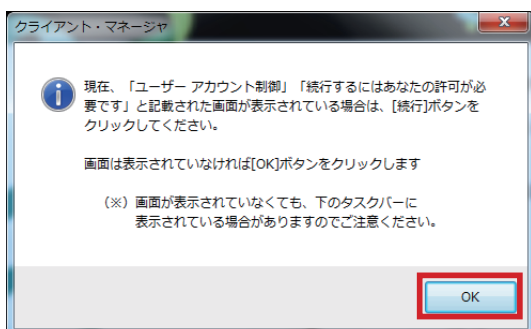 クライアント・マネージャ
現在、「ユーザー アカウント制御」「続行するにはあなたの許可が必
要です」と記載された画面が表示されている場合は、[続行]ボタンを
クリックしてください。
画面は表示されていなければ[OK]ボタンをクリックします
(※) 画面が表示されていなくても、下のタスクバーに
表示されている場合がありますのでご注意ください。
OK